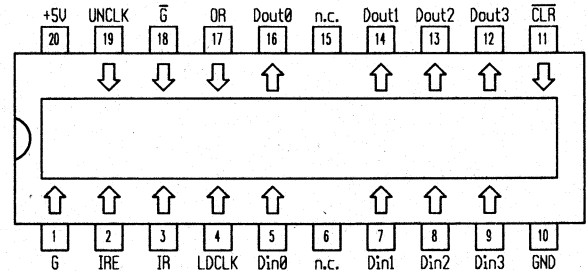 +5V UNCLK G̅ OR Dout0 n.c. Dout1 Dout2 Dout3 C̅L̅R̅
20 19 18 17 16 15 14 13 12 11
1 2 3 4 5 6 7 8 9 10
G IRE IR LDCLK Din0 n.c. Din1 Din2 Din3 GND